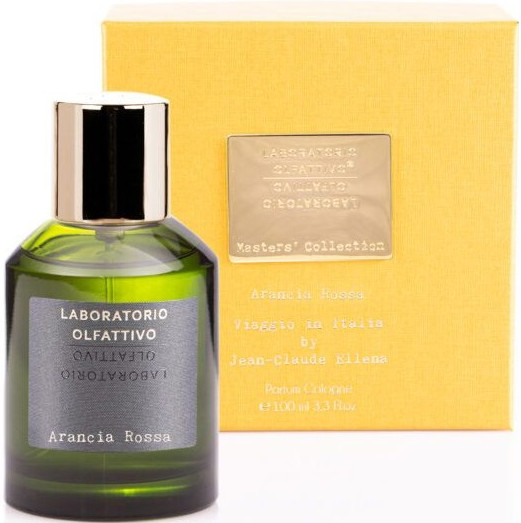 LABORATORIO
OLFATTIVO®
OLFATTIVO
LABORATORIO
Masters' Collection
Arancia Rossa
Viaggio in Italia
by
Jean-Claude Ellena
Parfum Cologne
e 100 ml 3.3 fl oz
LABORATORIO
OLFATTIVO
OLFATTIVO
LABORATORIO
Arancia Rossa